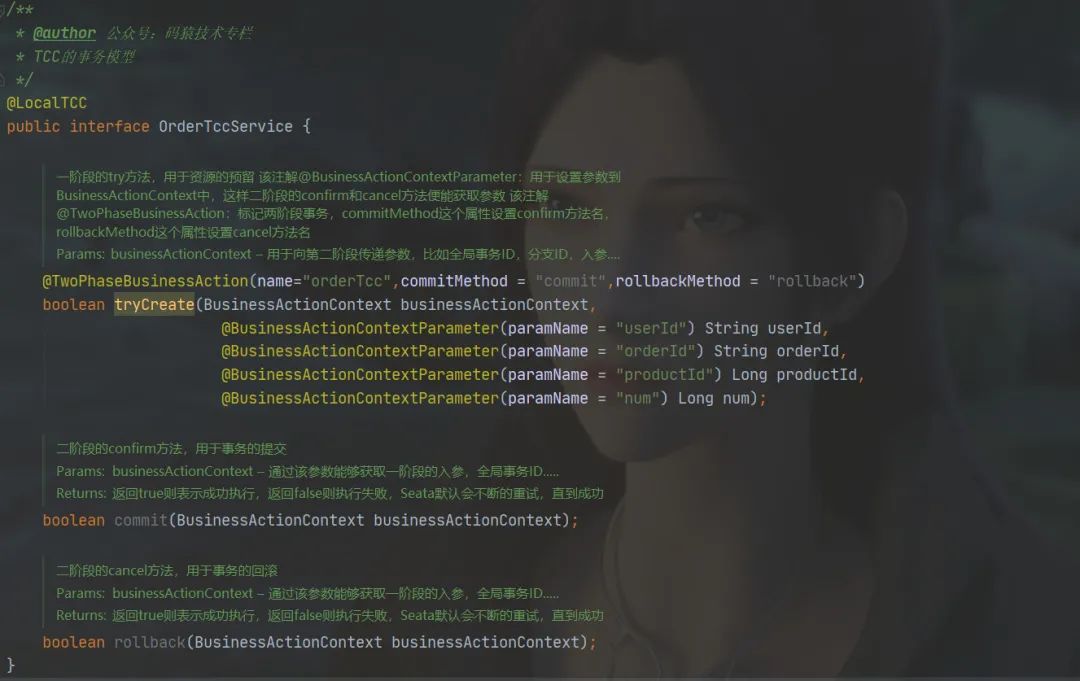 /**
 * @author 公众号：码猿技术专栏
 * TCC的事务模型
 */
@LocalTCC
public interface OrderTccService {
一阶段的try方法，用于资源的预留 该注解@BusinessActionContextParameter：用于设置参数到
BusinessActionContext中，这样二阶段的confirm和cancel方法便能获取参数 该注解
@TwoPhaseBusinessAction：标记两阶段事务，commitMethod这个属性设置confirm方法名，
rollbackMethod这个属性设置cancel方法名
Params: businessActionContext – 用于向第二阶段传递参数，比如全局事务ID，分支ID，入参....
@TwoPhaseBusinessAction(name="orderTcc",commitMethod = "commit",rollbackMethod = "rollback")
boolean tryCreate(BusinessActionContext businessActionContext,
@BusinessActionContextParameter(paramName = "userId") String userId,
@BusinessActionContextParameter(paramName = "orderId") String orderId,
@BusinessActionContextParameter(paramName = "productId") Long productId,
@BusinessActionContextParameter(paramName = "num") Long num);
二阶段的confirm方法，用于事务的提交
Params: businessActionContext – 通过该参数能够获取一阶段的入参，全局事务ID.....
Returns: 返回true则表示成功执行，返回false则执行失败，Seata默认会不断的重试，直到成功
boolean commit(BusinessActionContext businessActionContext);
二阶段的cancel方法，用于事务的回滚
Params: businessActionContext – 通过该参数能够获取一阶段的入参，全局事务ID.....
Returns: 返回true则表示成功执行，返回false则执行失败，Seata默认会不断的重试，直到成功
boolean rollback(BusinessActionContext businessActionContext);
}